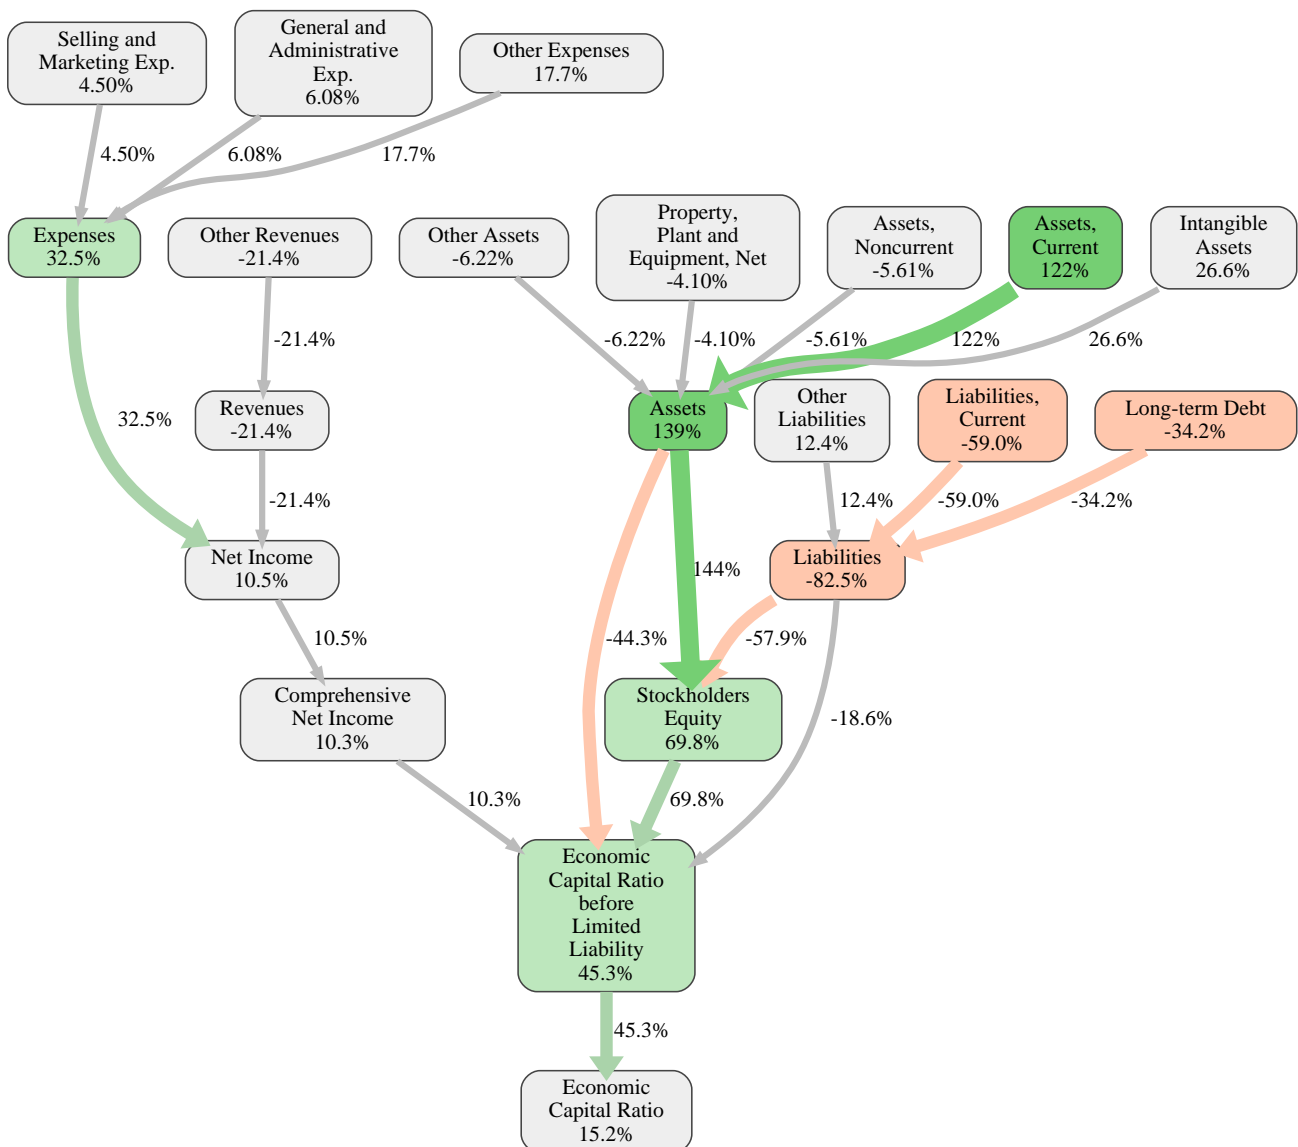 Selling and
Marketing Exp.
4.50%
General and
Administrative
Exp.
6.08%
Other Expenses
17.7%
4.50%
6.08%
17.7%
Expenses
32.5%
Other Revenues
-21.4%
Other Assets
-6.22%
Property,
Plant and
Equipment, Net
-4.10%
Assets,
Noncurrent
-5.61%
Assets,
Current
122%
Intangible
Assets
26.6%
-21.4%
-6.22%
-4.10%
-5.61%
122%
26.6%
32.5%
Revenues
-21.4%
Assets
139%
Other
Liabilities
12.4%
Liabilities,
Current
-59.0%
Long-term Debt
-34.2%
-21.4%
12.4%
-59.0%
-34.2%
Net Income
10.5%
144%
Liabilities
-82.5%
10.5%
-44.3%
-57.9%
Comprehensive
Net Income
10.3%
Stockholders
Equity
69.8%
-18.6%
10.3%
69.8%
Economic
Capital Ratio
before
Limited
Liability
45.3%
45.3%
Economic
Capital Ratio
15.2%